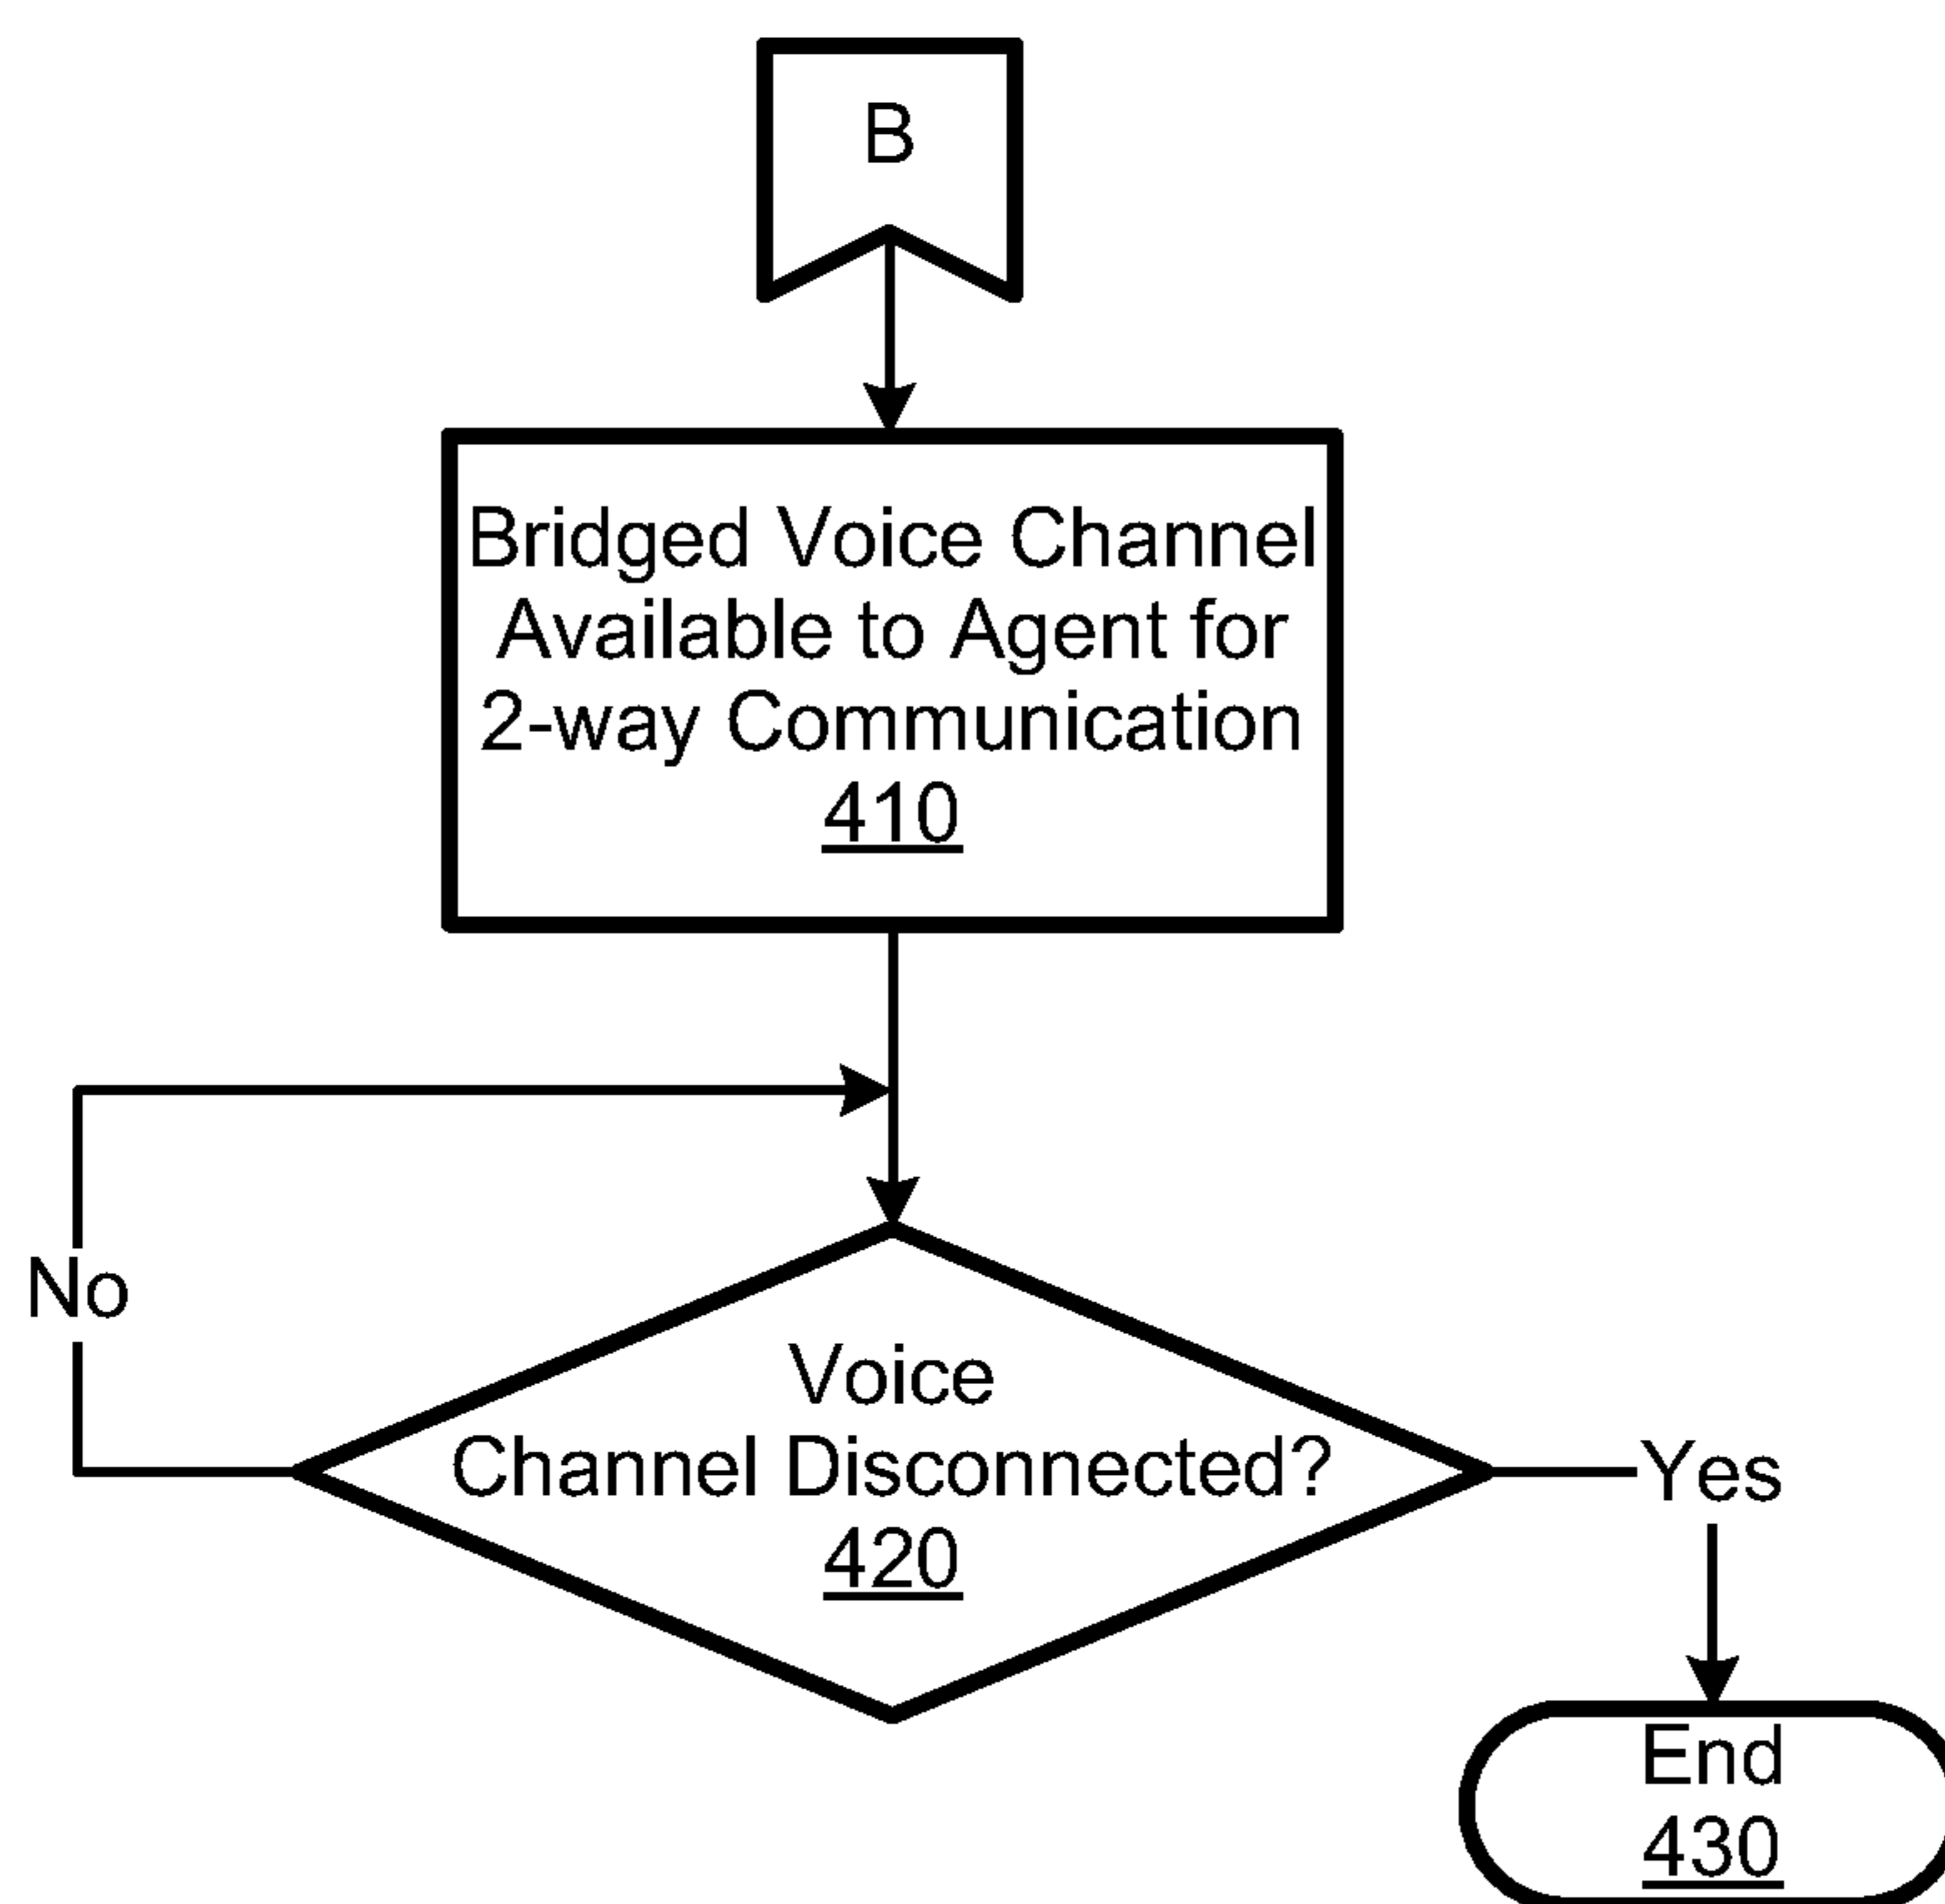 B
Bridged Voice Channel
Available to Agent for
2-way Communication
410
No
Voice
Channel Disconnected?
420
Yes
End
430